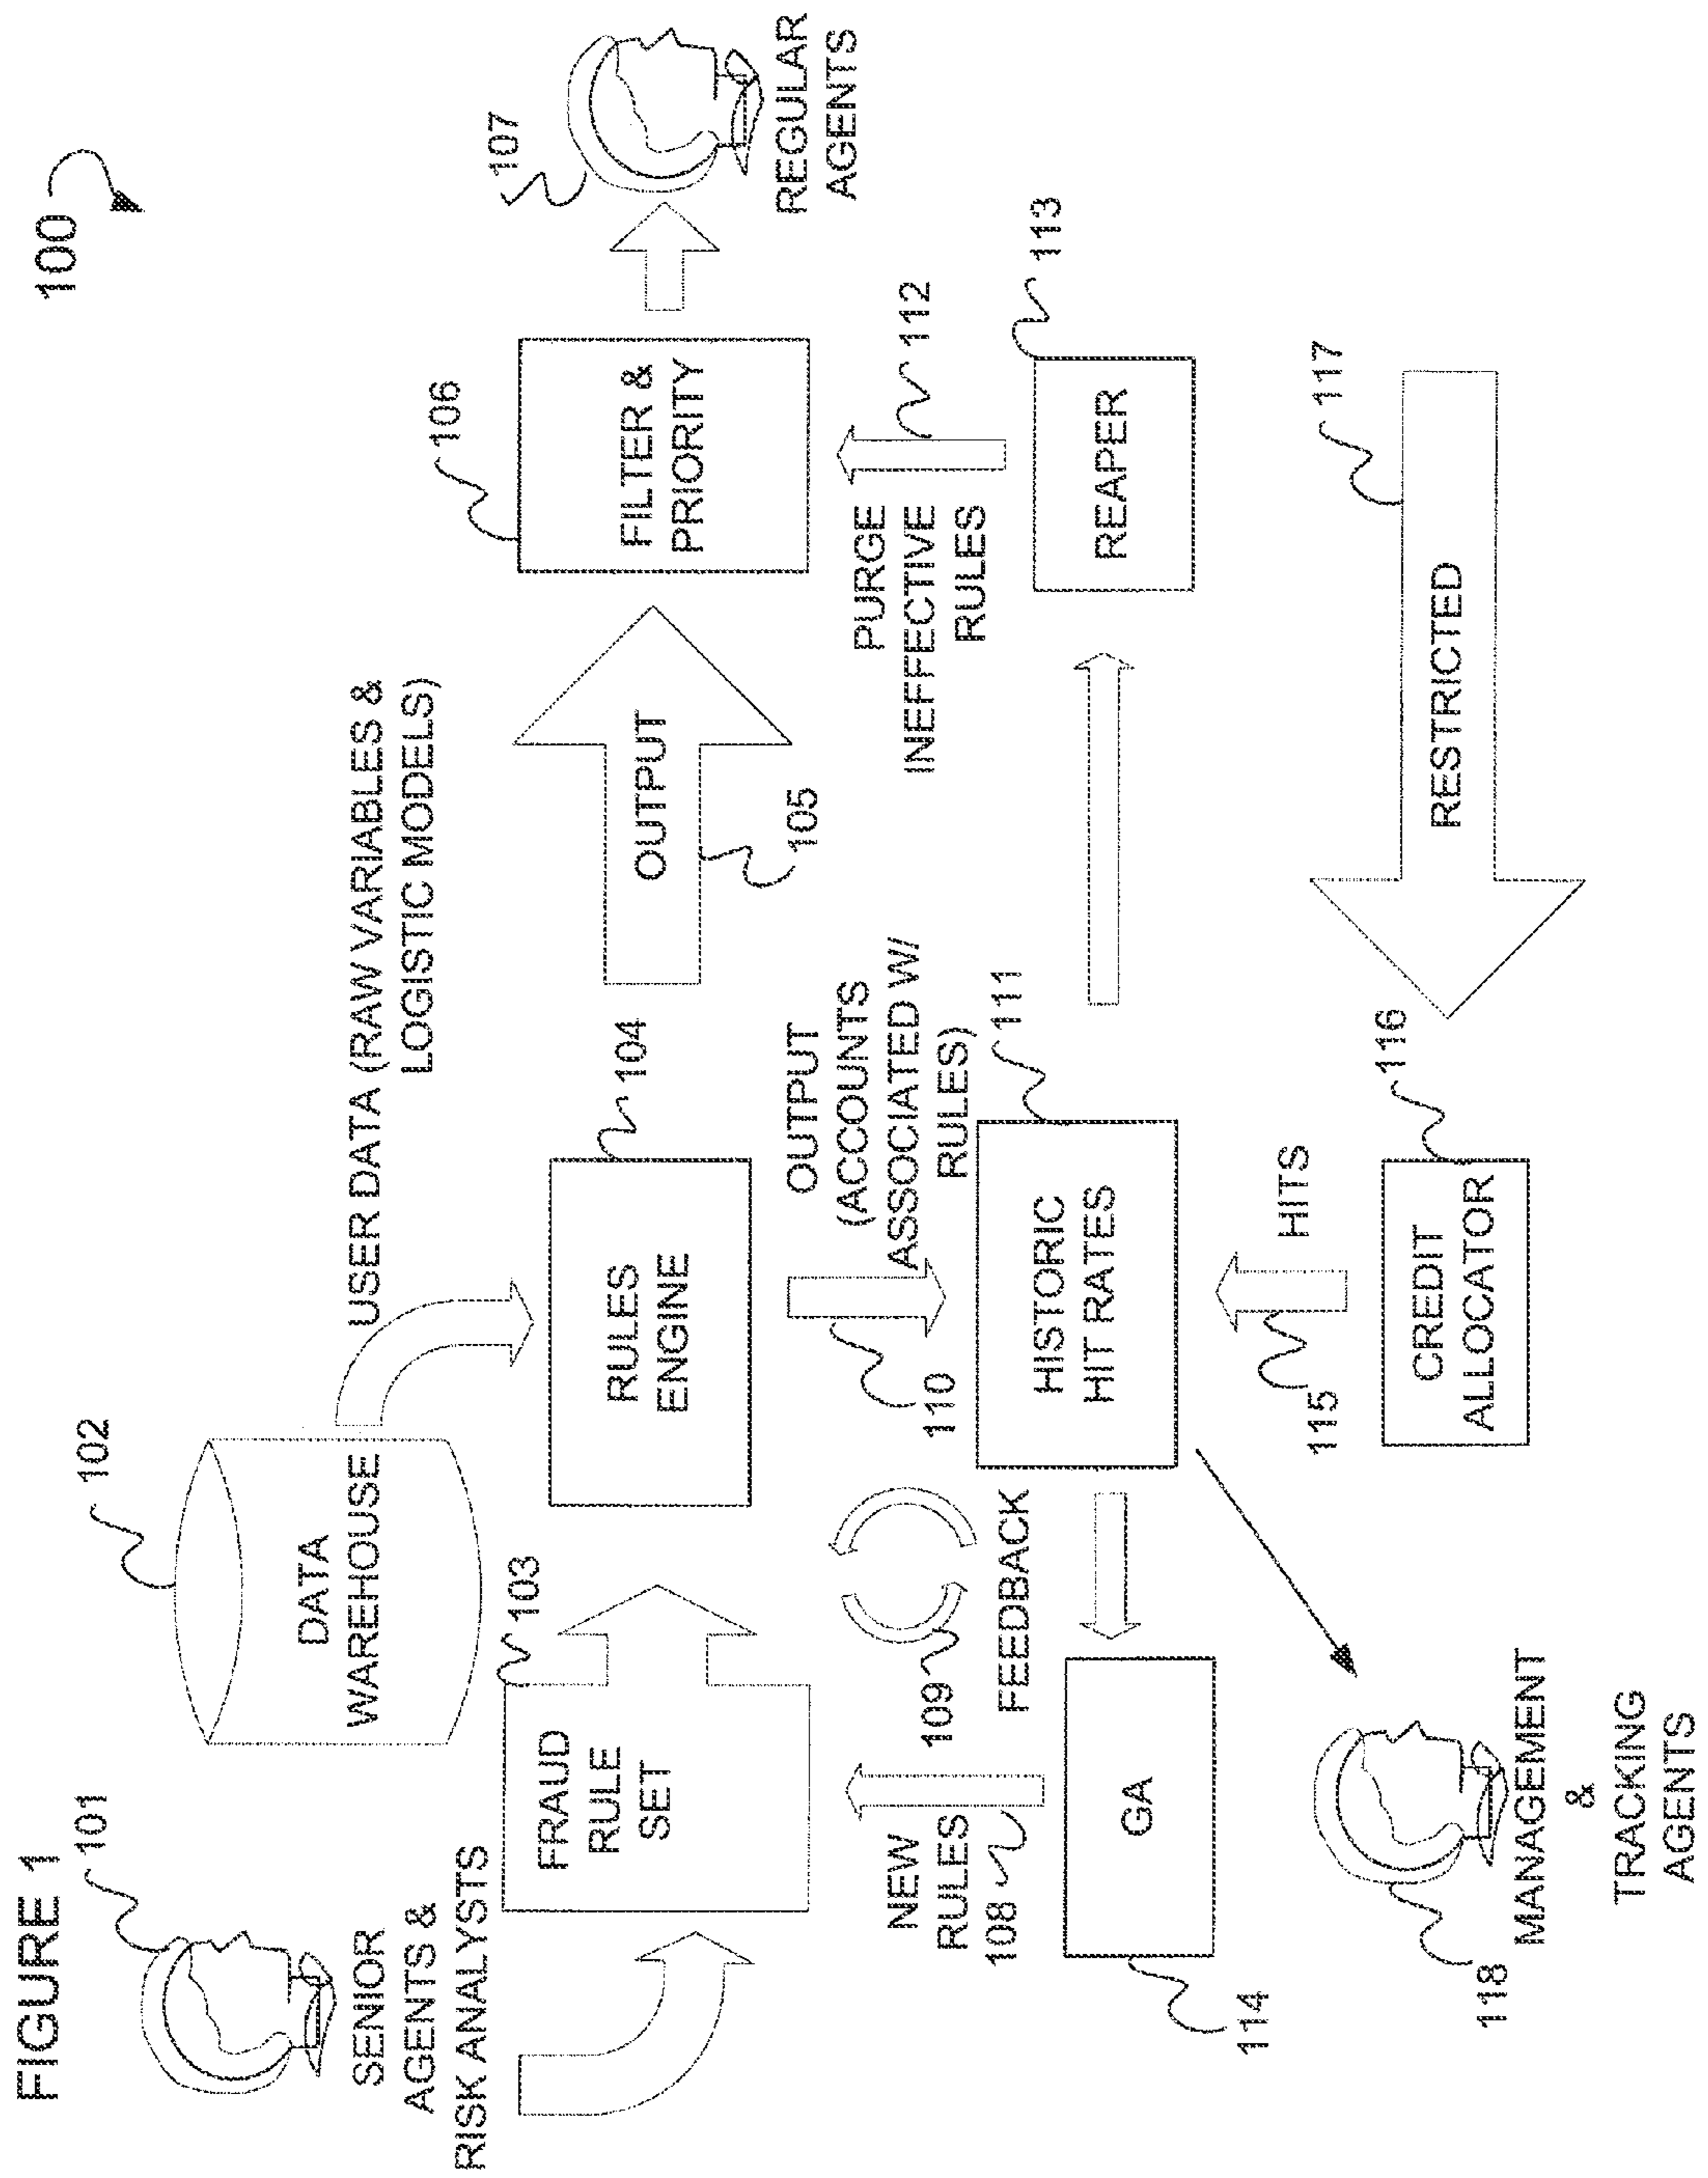 FIGURE 1
100
101
SENIOR
AGENTS &
RISK ANALYSTS
102
DATA
WAREHOUSE
USER DATA (RAW VARIABLES &
LOGISTIC MODELS)
103
FRAUD
RULE
SET
104
RULES
ENGINE
OUTPUT
105
106
FILTER &
PRIORITY
107
REGULAR
AGENTS
NEW
RULES
108
109
FEEDBACK
110
OUTPUT
(ACCOUNTS
ASSOCIATED W/
RULES)
111
HISTORIC
HIT RATES
PURGE
INEFFECTIVE
RULES
112
113
REAPER
GA
114
HITS
115
116
CREDIT
ALLOCATOR
117
RESTRICTED
118
MANAGEMENT
&
TRACKING
AGENTS